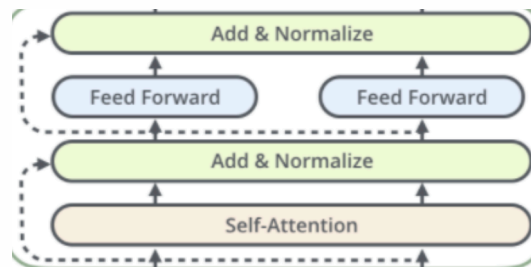 Add & Normalize
Feed Forward Feed Forward
Add & Normalize
Self-Attention